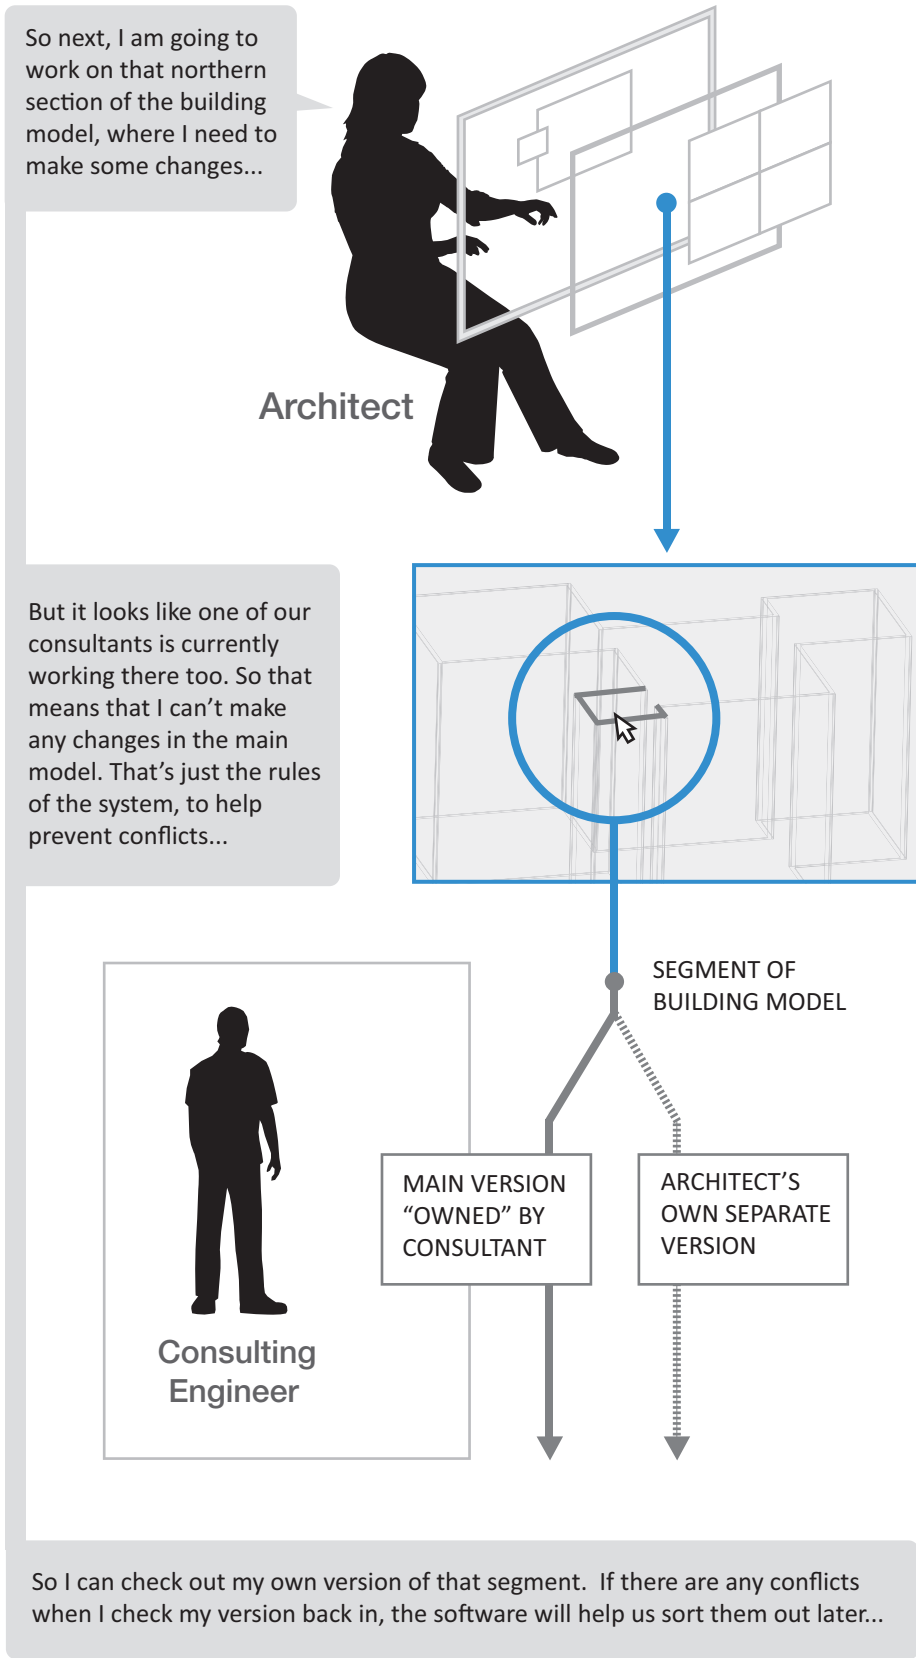 So next, I am going to
work on that northern
section of the building
model, where I need to
make some changes...
Architect
But it looks like one of our
consultants is currently
working there too. So that
means that I can’t make
any changes in the main
model. That’s just the rules
of the system, to help
prevent conflicts...
SEGMENT OF
BUILDING MODEL
MAIN VERSION
“OWNED” BY
CONSULTANT
ARCHITECT’S
OWN SEPARATE
VERSION
Consulting
Engineer
So I can check out my own version of that segment.  If there are any conflicts
when I check my version back in, the software will help us sort them out later...